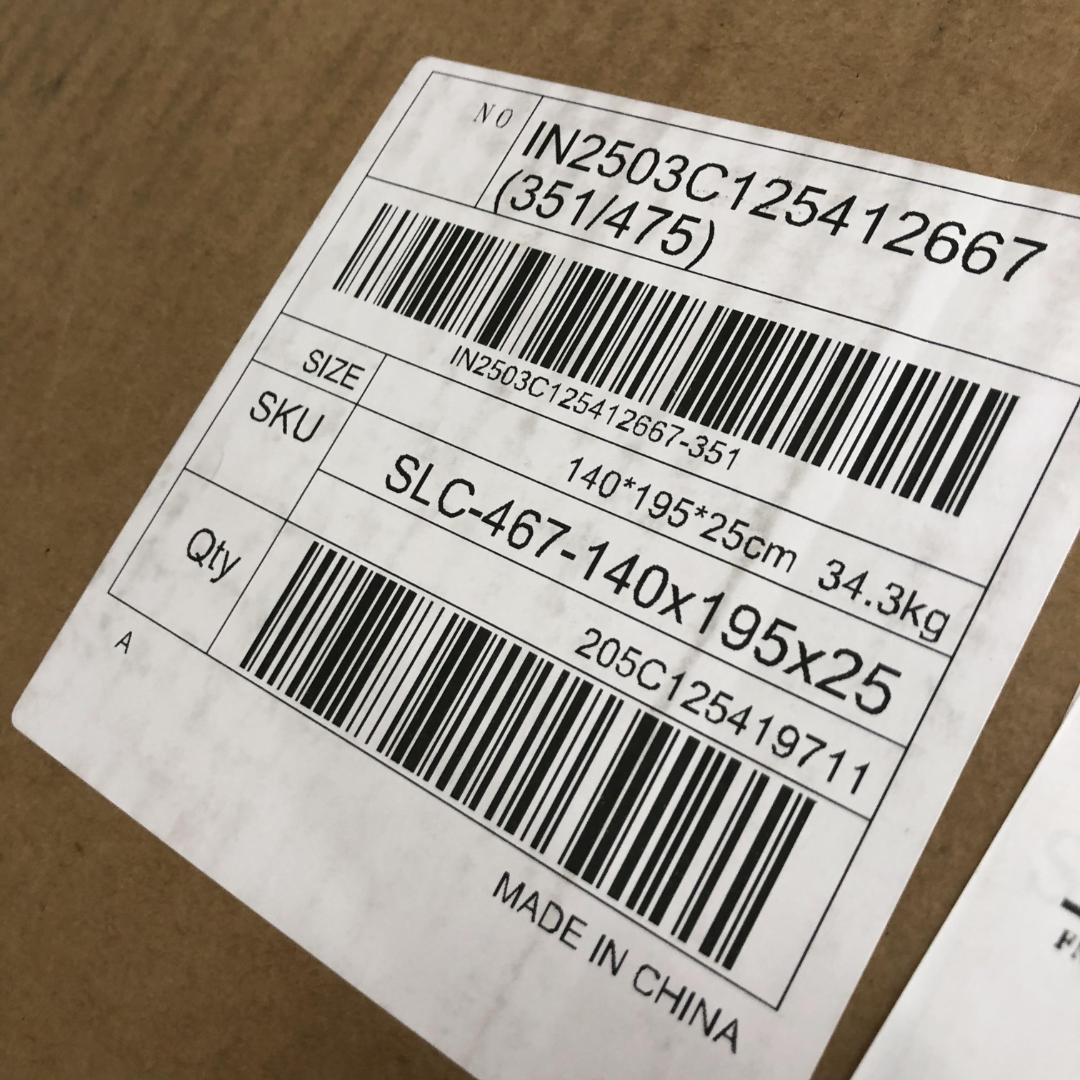 NO
IN2503C125412667
(351/475)
IN2503C125412667-351
SIZE 140*195*25cm 34.3kg
SKU SLC-467-140x195x25
Qty 205C125419711
A
MADE IN CHINA